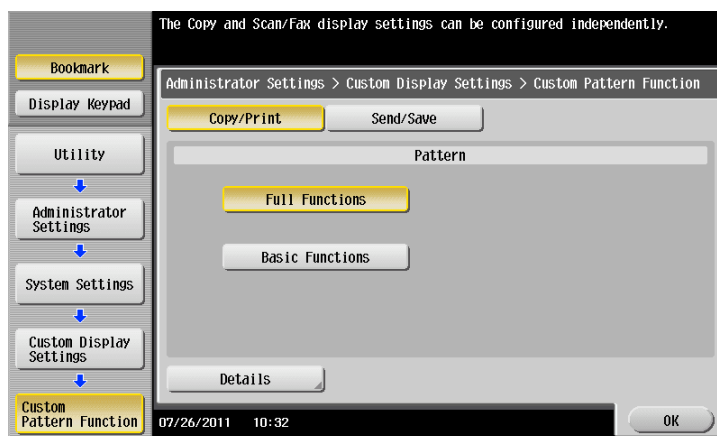 The Copy and Scan/Fax display settings can be configured independently.
Bookmark
Display Keypad
Utility
Administrator
Settings
System Settings
Custom Display
Settings
Custom
Pattern Function
Administrator Settings > Custom Display Settings > Custom Pattern Function
Copy/Print
Send/Save
Pattern
Full Functions
Basic Functions
Details
07/26/2011 10:32
OK